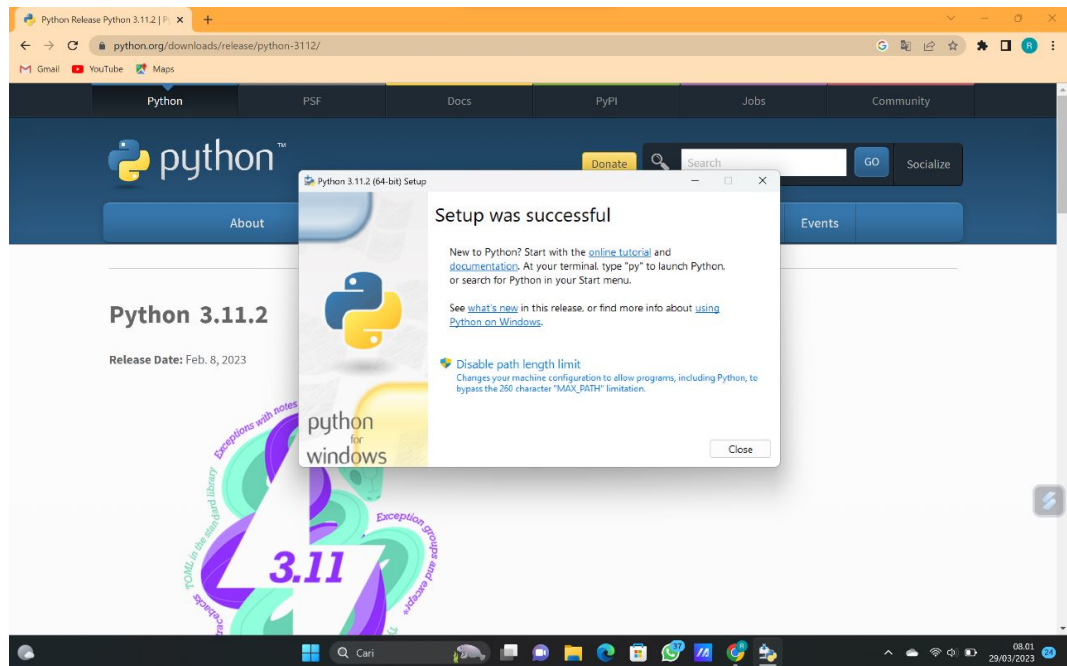 Python Release Python 3.11.2 | P
python.org/downloads/release/python-3112/
R
Gmail
YouTube
Maps
Python
PSF
Docs
PyPI
Jobs
Community
python™
Donate
Search
GO
Socialize
About
Events
Python 3.11.2 (64-bit) Setup
Setup was successful
New to Python? Start with the online tutorial and
documentation. At your terminal, type "py" to launch Python,
or search for Python in your Start menu.
See what's new in this release, or find more info about using
Python on Windows.
Disable path length limit
Changes your machine configuration to allow programs, including Python, to
bypass the 260 character "MAX_PATH" limitation.
python
for
windows
Close
Python 3.11.2
Release Date: Feb. 8, 2023
Exceptions with notes
TOML in the standard library
Exception groups and except*
3.11
Cari
37
08.01
29/03/2023
24